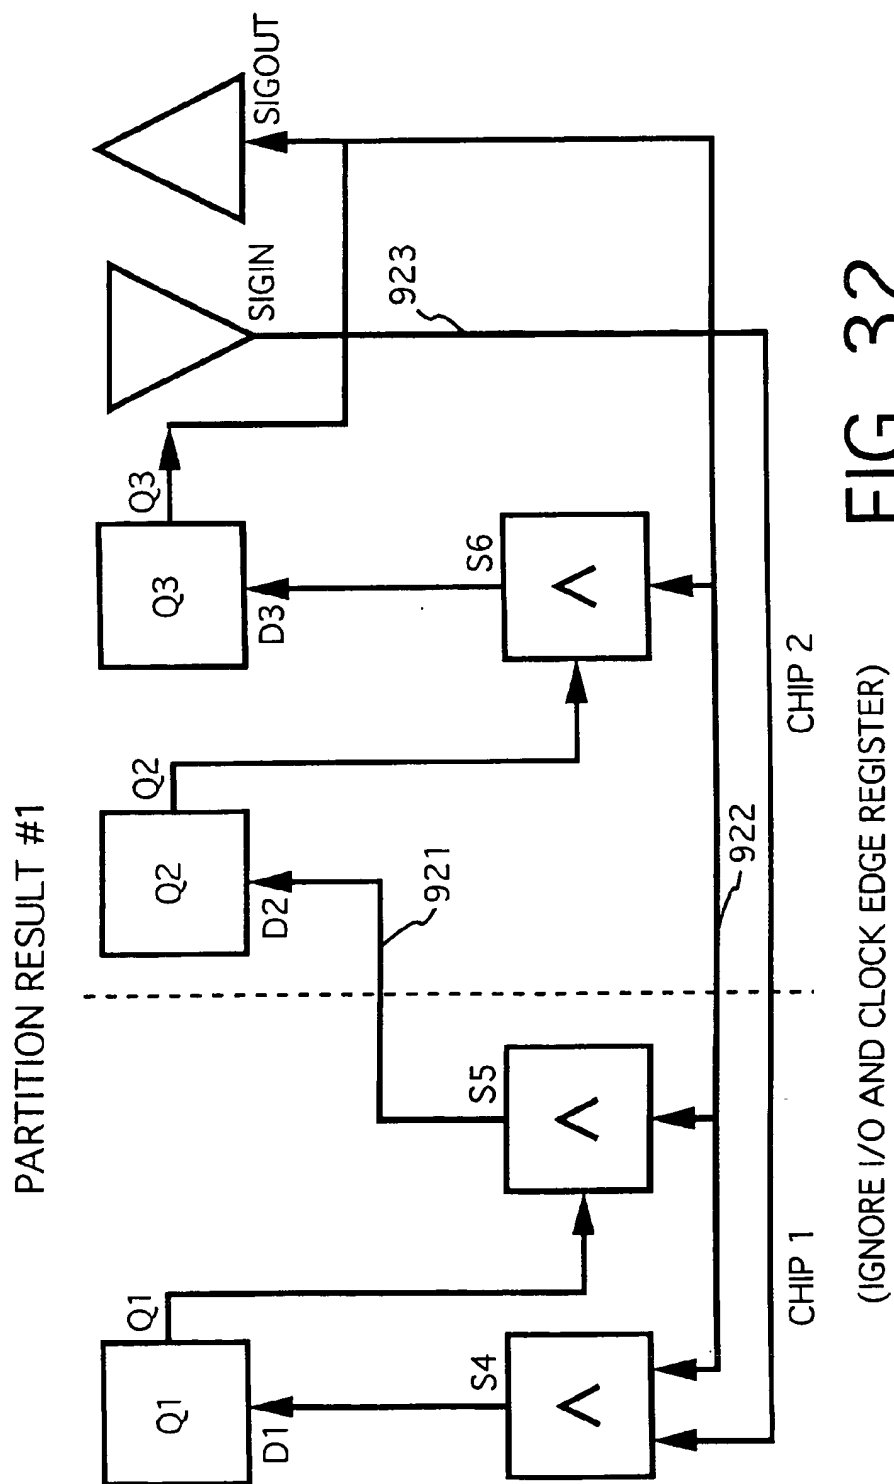 PARTITION RESULT #1
Q1
Q1
D1
Q2
Q2
D2
Q3
Q3
D3
SIGIN
SIGOUT
921
923
S4
∧
S5
∧
S6
∧
922
CHIP 1
CHIP 2
(IGNORE I/O AND CLOCK EDGE REGISTER)
FIG 32